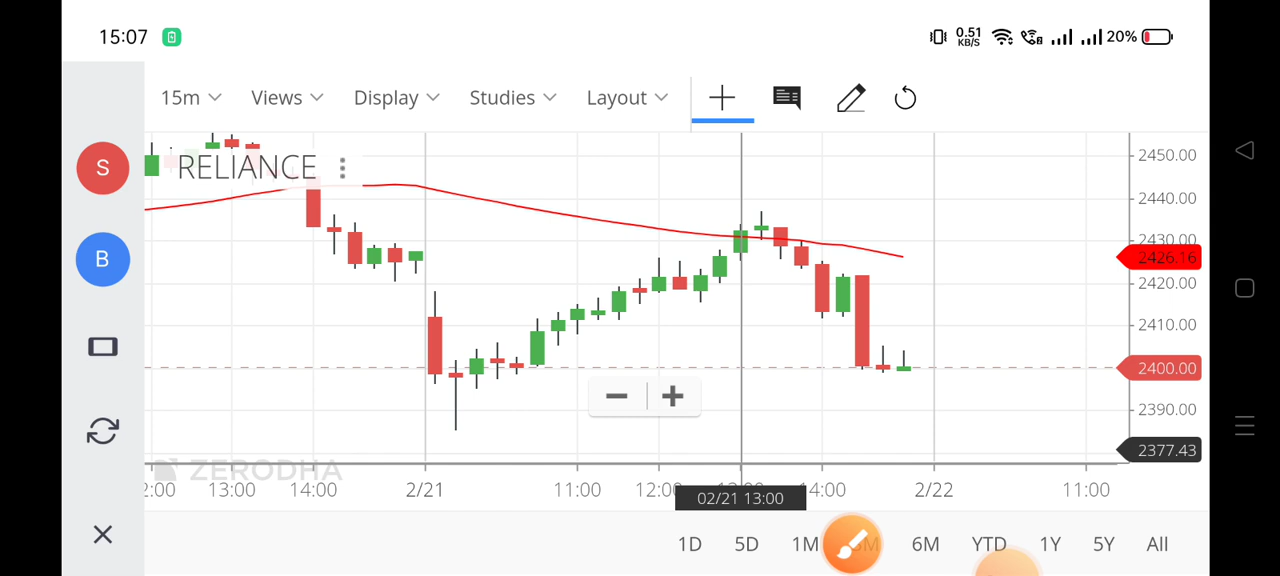 15:07 0.51 KB/S 20%
15m Views Display Studies Layout
S RELIANCE
B
2450.00
2440.00
2430.00
2426.16
2420.00
2410.00
2400.00
2390.00
2377.43
ZERODHA
2:00 13:00 14:00 2/21 11:00 12:00 02/21 13:00 14:00 2/22 11:00
1D 5D 1M 3M 6M YTD 1Y 5Y All